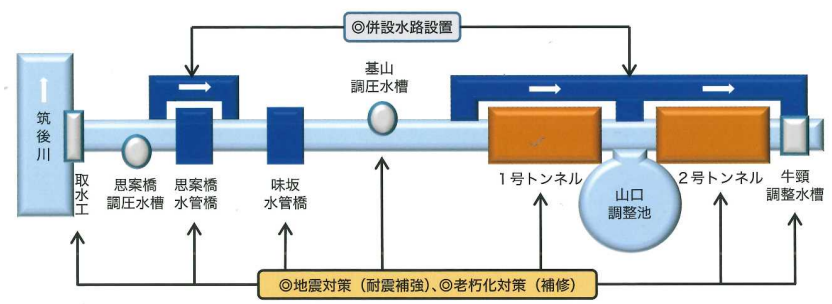 ◎併設水路設置
筑後川
取水工
思案橋
調圧水槽
思案橋
水管橋
味坂
水管橋
基山
調圧水槽
1号トンネル
山口
調整池
2号トンネル
牛頸
調整水槽
◎地震対策（耐震補強）、◎老朽化対策（補修）